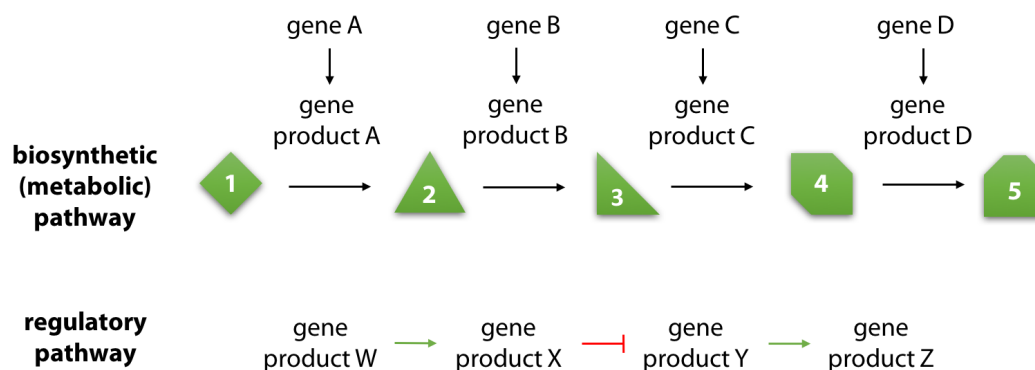 gene A
gene B
gene C
gene D
gene
product A
gene
product B
gene
product C
gene
product D
biosynthetic
(metabolic)
pathway
1
2
3
4
5
regulatory
pathway
gene
product W
gene
product X
gene
product Y
gene
product Z